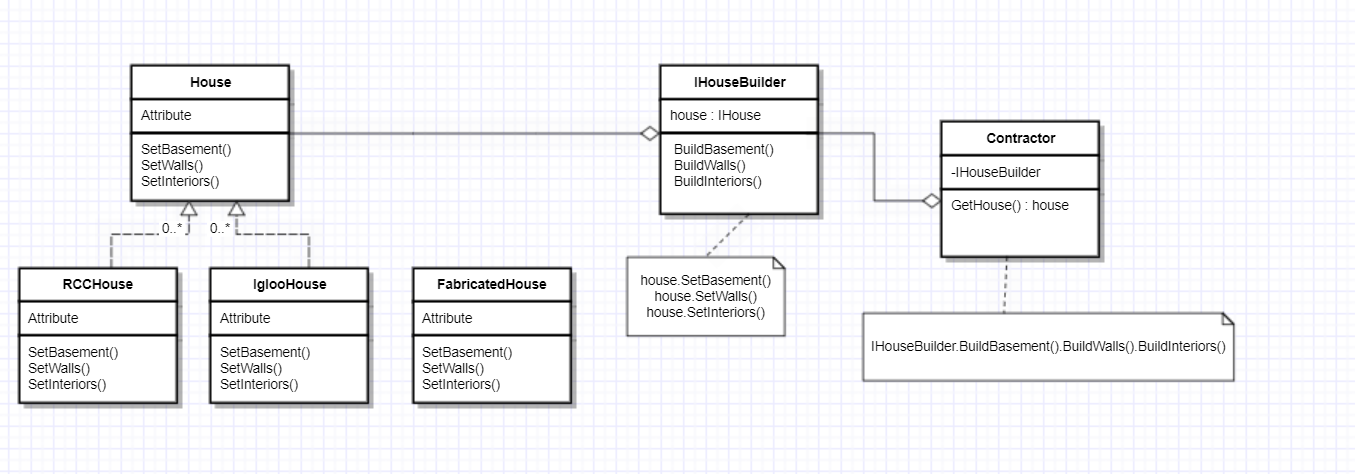 House
Attribute
SetBasement()
SetWalls()
SetInteriors()
0..*
0..*
RCCHouse
Attribute
SetBasement()
SetWalls()
SetInteriors()
IglooHouse
Attribute
SetBasement()
SetWalls()
SetInteriors()
FabricatedHouse
Attribute
SetBasement()
SetWalls()
SetInteriors()
IHouseBuilder
house : IHouse
BuildBasement()
BuildWalls()
BuildInteriors()
house.SetBasement()
house.SetWalls()
house.SetInteriors()
Contractor
-IHouseBuilder
GetHouse() : house
IHouseBuilder.BuildBasement().BuildWalls().BuildInteriors()